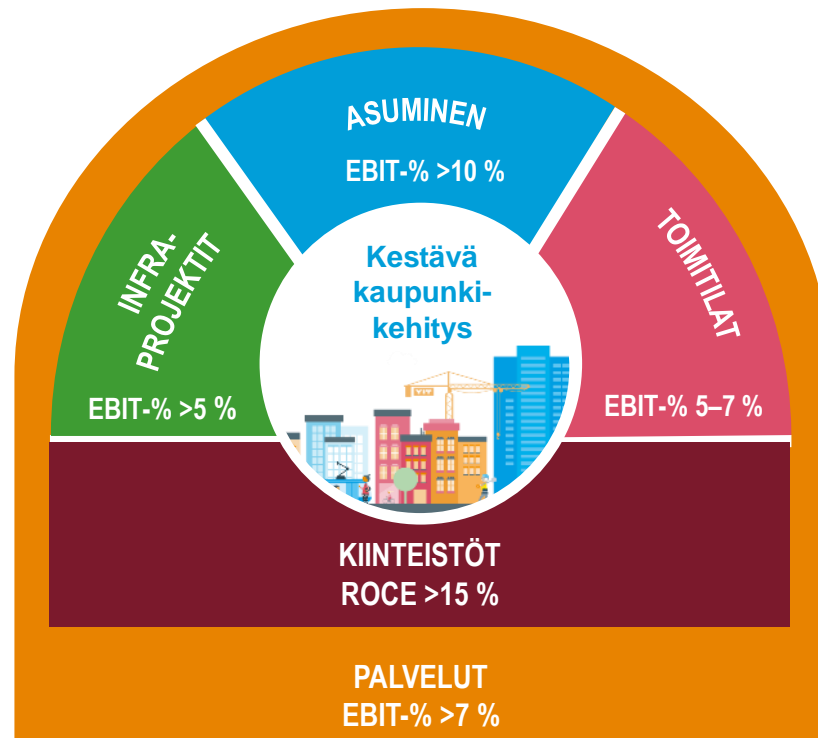 ASUMINEN
EBIT-% >10 %
INFRA-
PROJEKTIT
EBIT-% >5 %
TOIMITILAT
EBIT-% 5–7 %
Kestävä
kaupunki-
kehitys
YIT
KIINTEISTÖT
ROCE >15 %
PALVELUT
EBIT-% >7 %